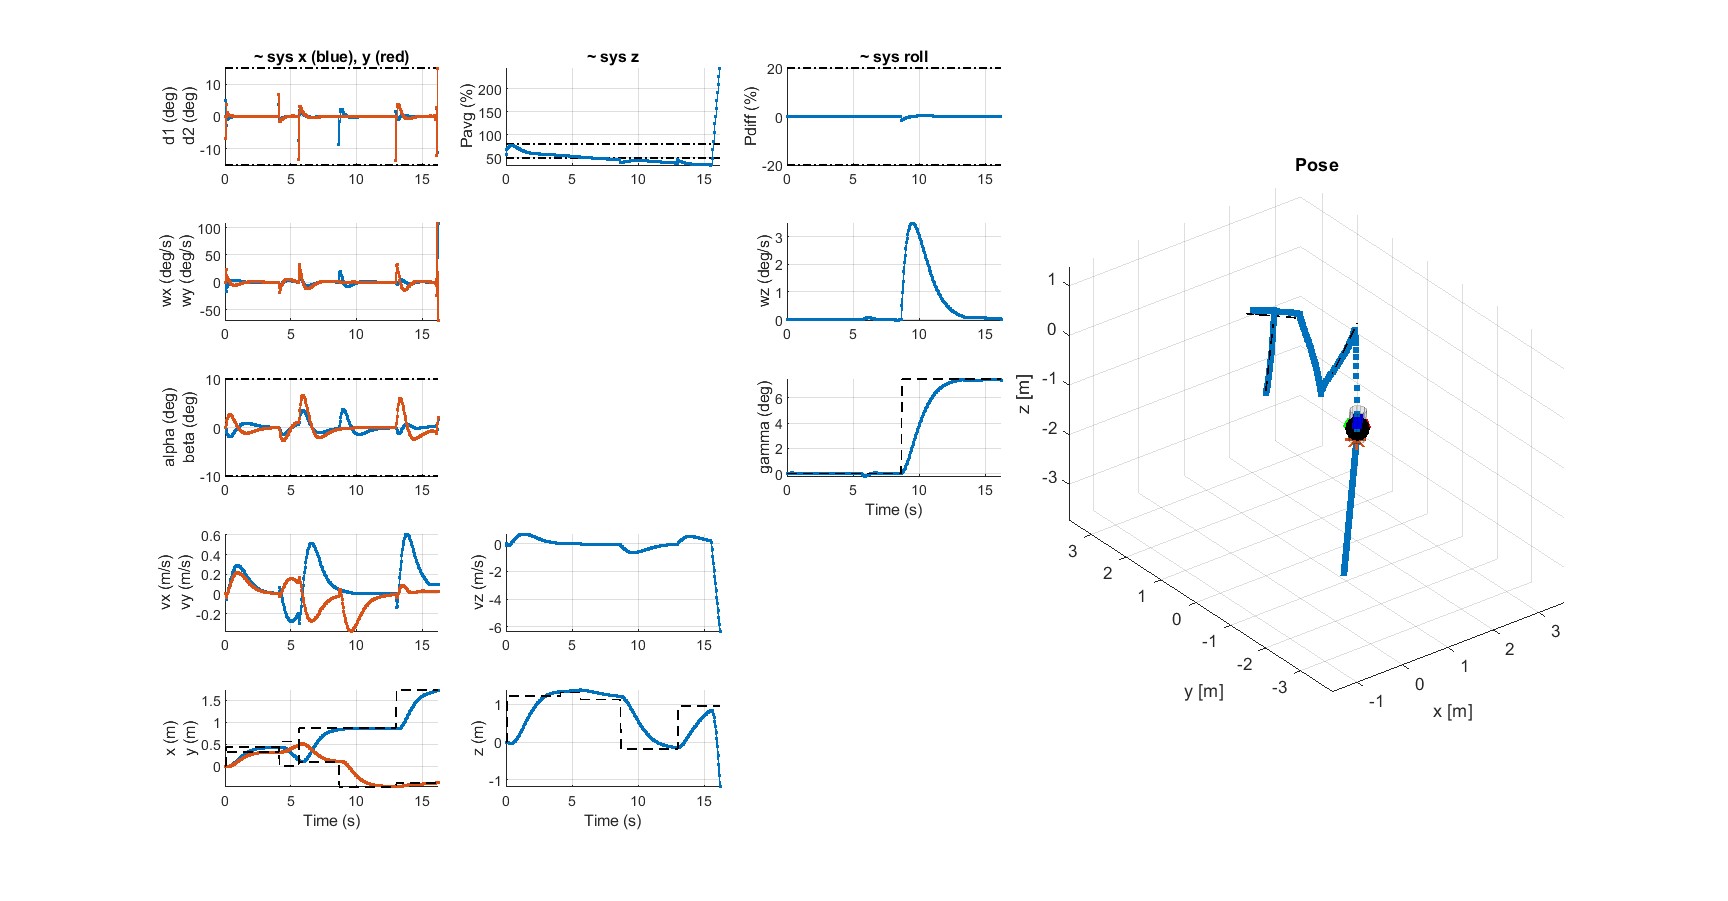 ~ sys x (blue), y (red)
~ sys z
~ sys roll
d1 (deg)
d2 (deg)
10
0
-10
0 5 10 15
Pavg (%)
200
150
100
50
0 5 10 15
Pdiff (%)
20
0
-20
0 5 10 15
wx (deg/s)
wy (deg/s)
100
50
0
-50
0 5 10 15
wz (deg/s)
3
2
1
0
0 5 10 15
alpha (deg)
beta (deg)
10
0
-10
0 5 10 15
gamma (deg)
6
4
2
0
0 5 10 15
Time (s)
vx (m/s)
vy (m/s)
0.6
0.4
0.2
0
-0.2
0 5 10 15
vz (m/s)
0
-2
-4
-6
0 5 10 15
x (m)
y (m)
1.5
1
0.5
0
0 5 10 15
Time (s)
z (m)
1
0
-1
0 5 10 15
Time (s)
Pose
z [m]
1
0
-1
-2
-3
y [m]
3
2
1
0
-1
-2
-3
x [m]
-1
0
1
2
3